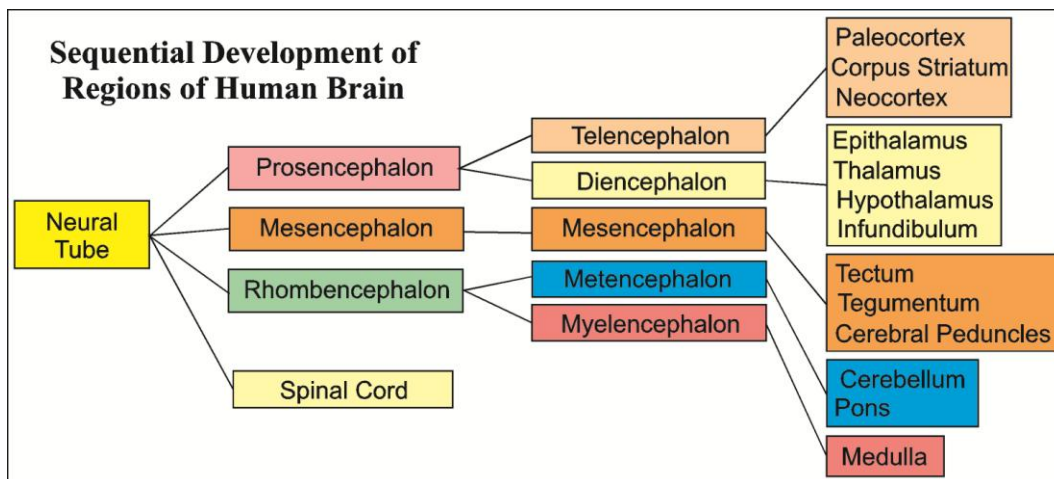 Sequential Development of
Regions of Human Brain
Neural
Tube
Prosencephalon
Mesencephalon
Rhombencephalon
Spinal Cord
Telencephalon
Diencephalon
Mesencephalon
Metencephalon
Myelencephalon
Paleocortex
Corpus Striatum
Neocortex
Epithalamus
Thalamus
Hypothalamus
Infundibulum
Tectum
Tegumentum
Cerebral Peduncles
Cerebellum
Pons
Medulla